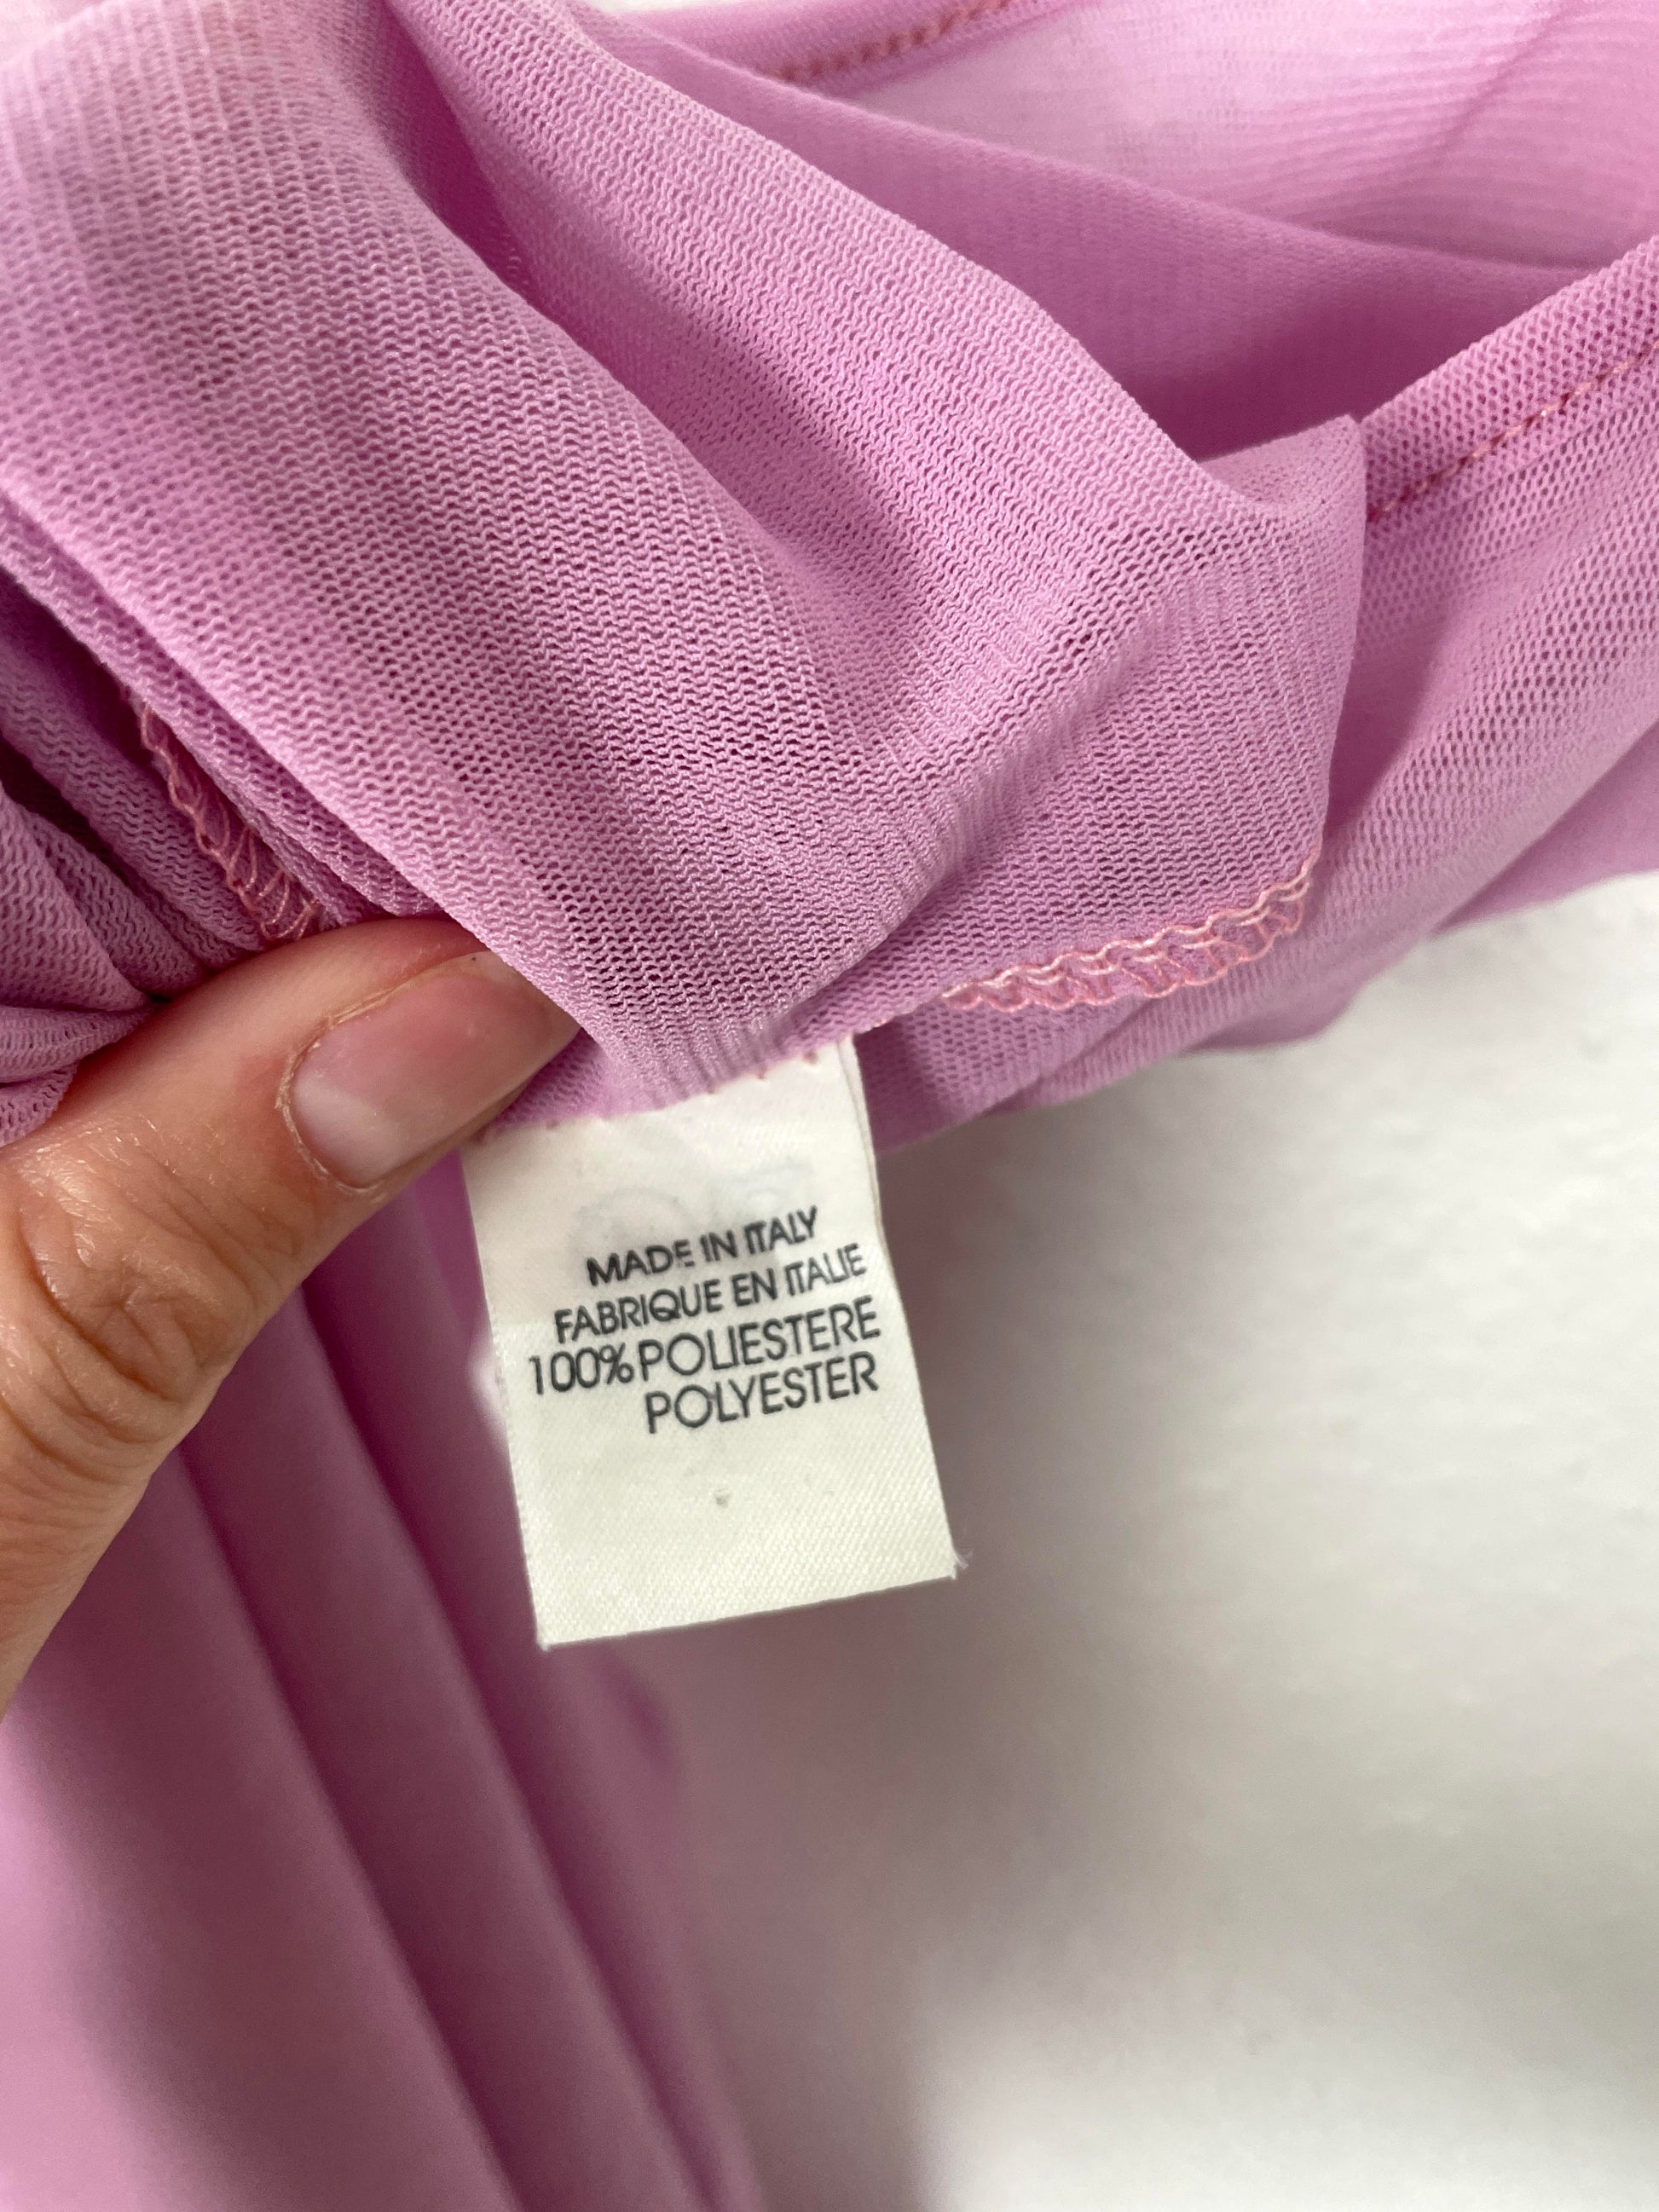 MADE IN ITALY
FABRIQUE EN ITALIE
100% POLIESTERE
POLYESTER